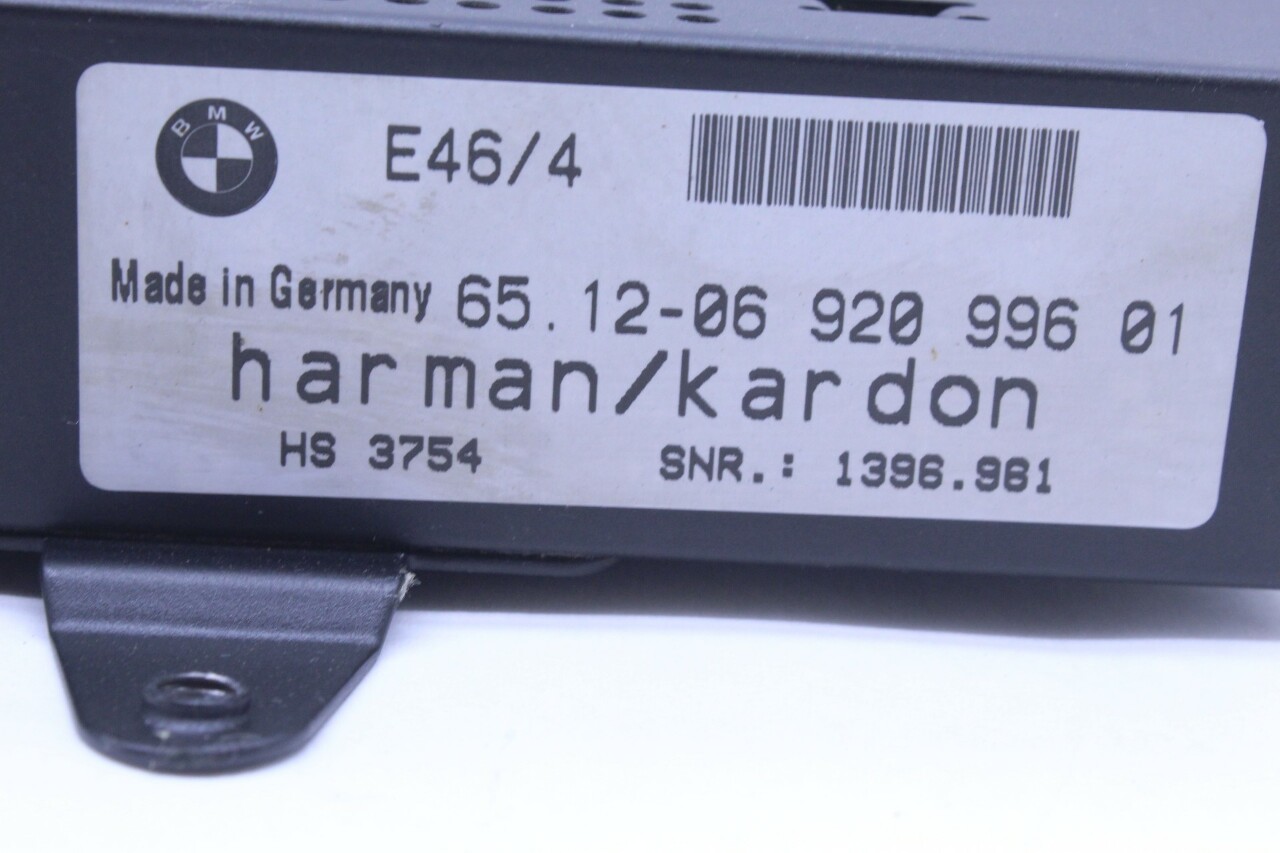 BMW
E46/4
Made in Germany 65.12-06 920 996 01
harman/kardon
HS 3754 SNR.: 1396.961